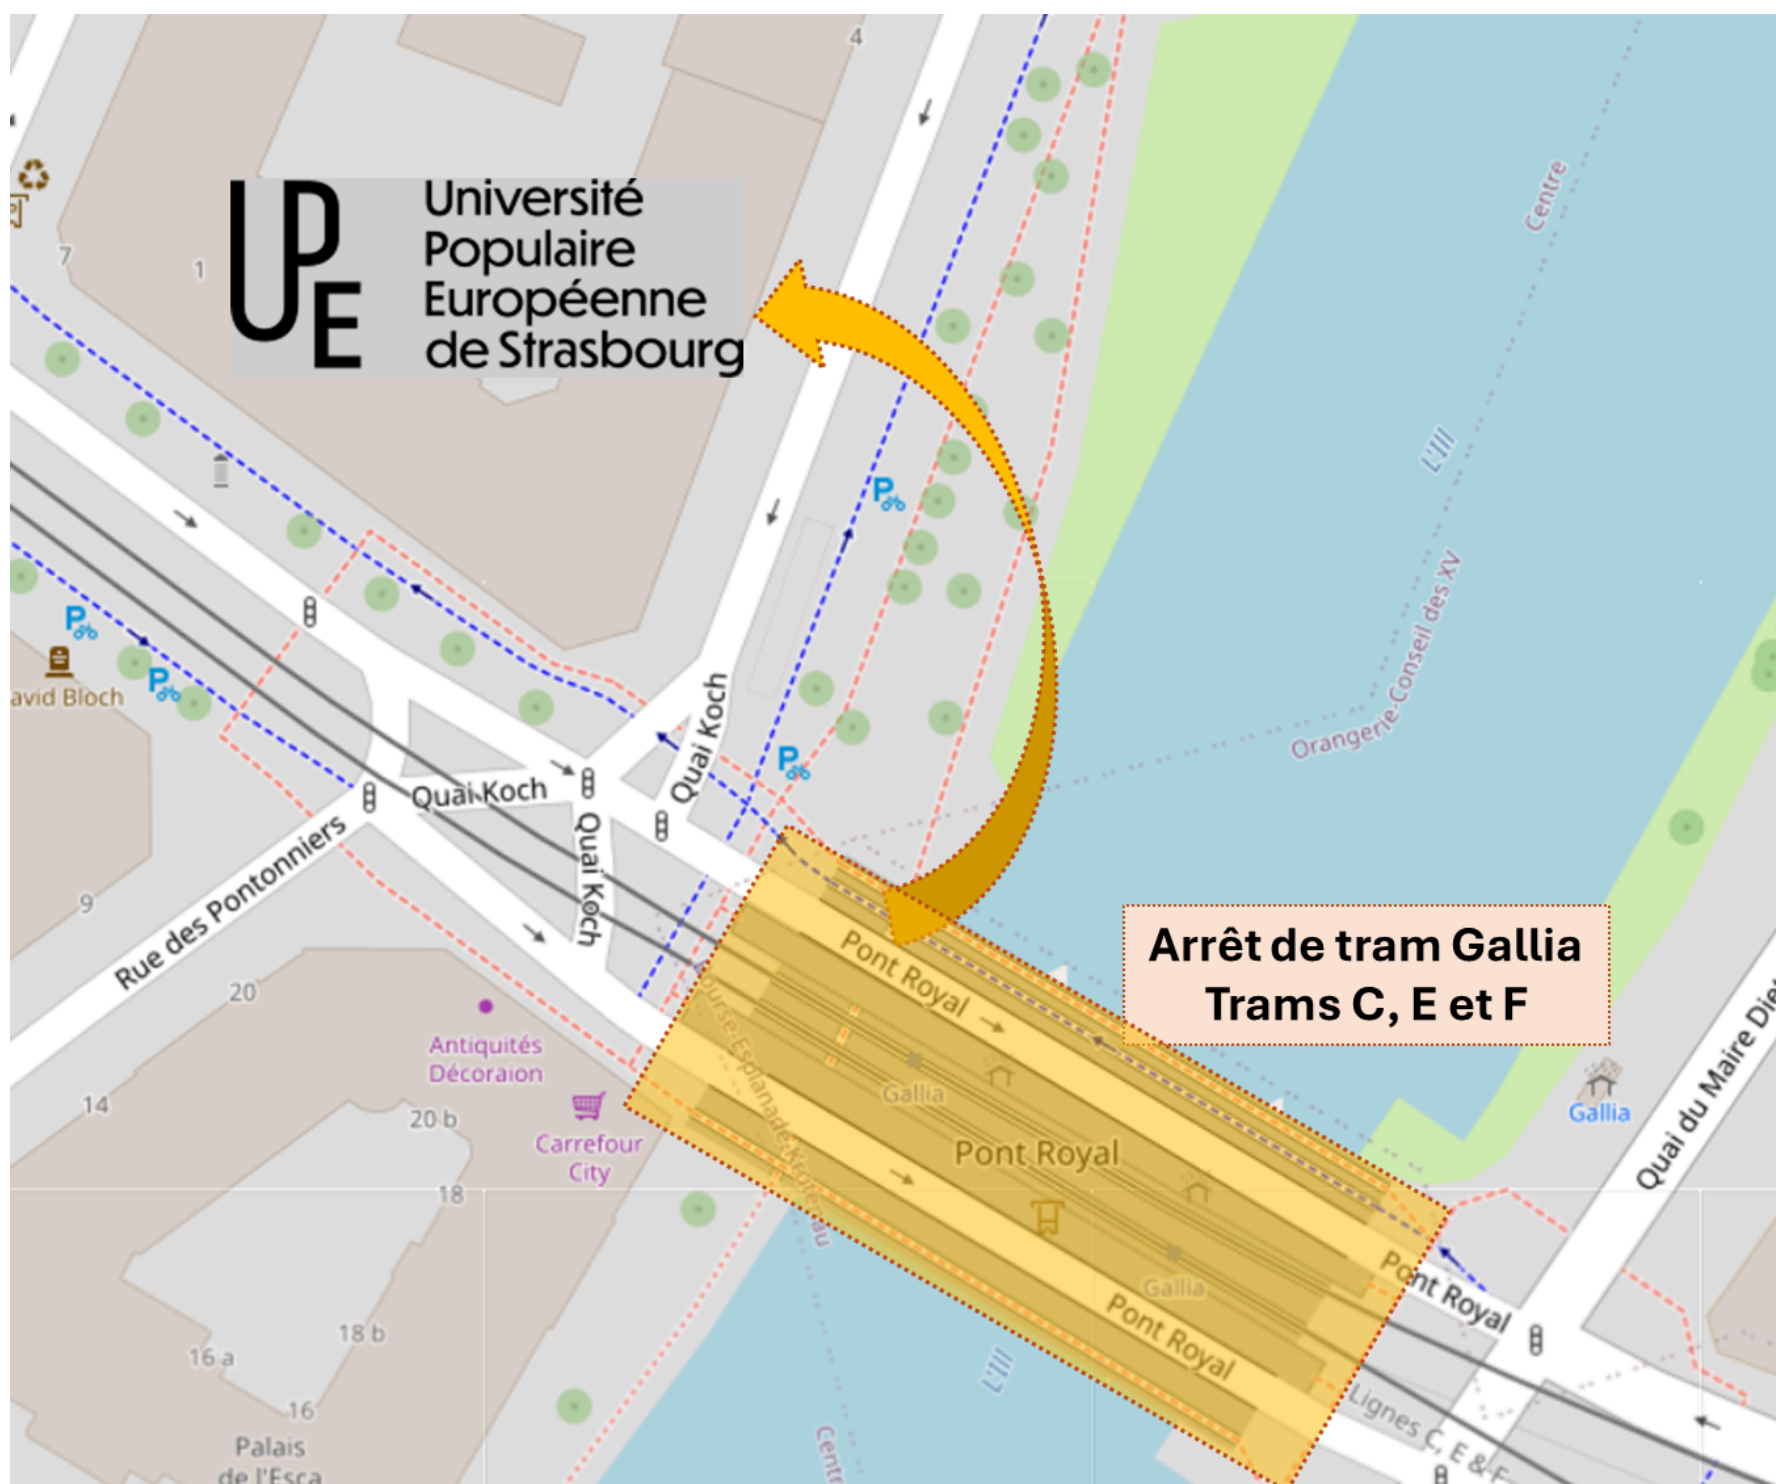 4
Centre
7
1
UPE
Université
Populaire
Européenne
de Strasbourg
L'Ill
P
Orangerie-Conseil des XV
P
P
avid Bloch
Quai Koch
P
Quai Koch
Quai Koch
Rue des Pontonniers
9
Arrêt de tram Gallia
Trams C, E et F
Pont Royal
20
Antiquités
Décoraion
Gallia
Gallia
14
20 b
Carrefour
City
Pont Royal
Quai du Maire Diet
18
Gallia
Pont Royal
Pont Royal
18 b
16 a
L'Ill
Lignes C, E & F
16
Palais
de l'Esca
Centr